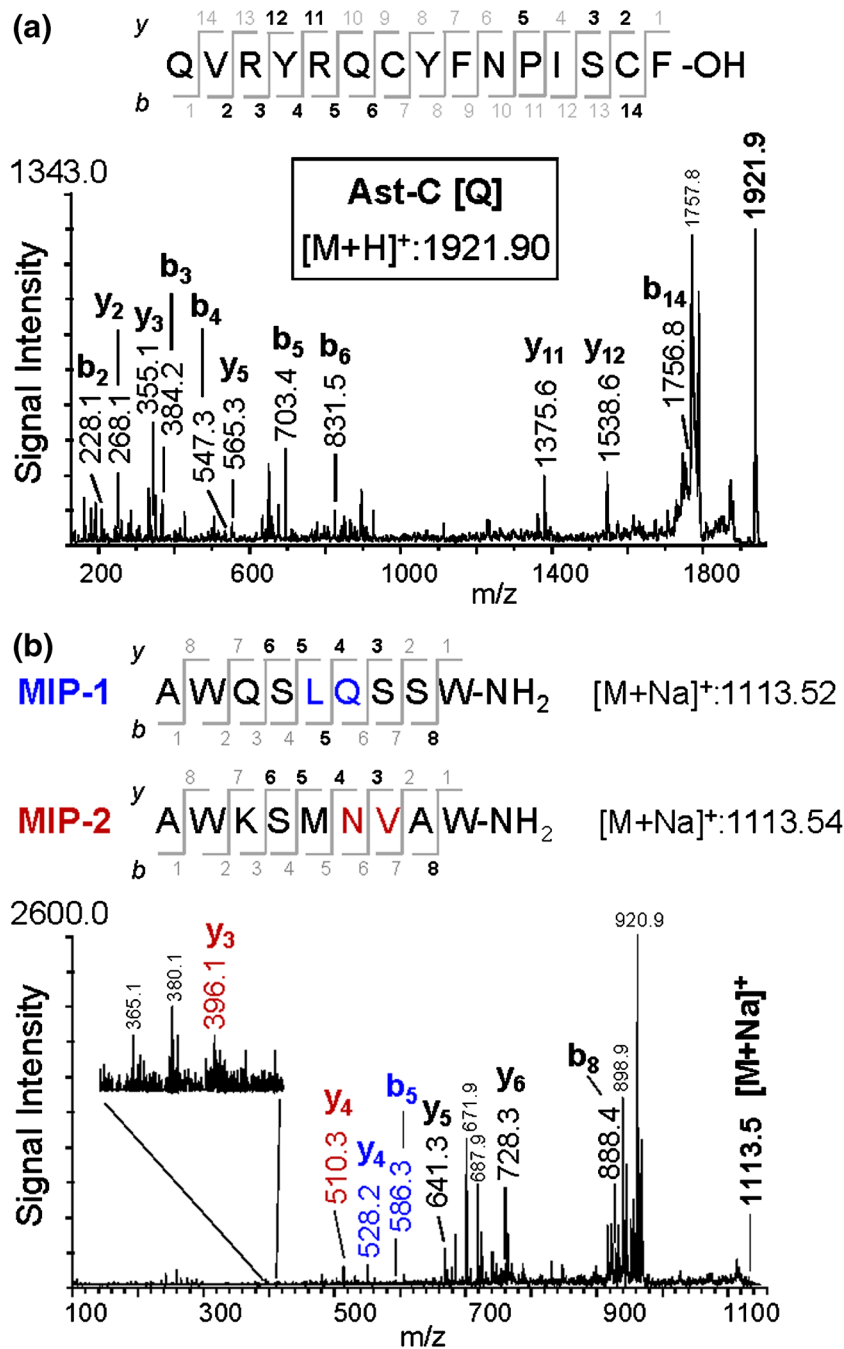 (a)
y 14 13 12 11 10 9 8 7 6 5 4 3 2 1
QVRYRQCYFNPISCF-OH
b 1 2 3 4 5 6 7 8 9 10 11 12 13 14
1343.0
Ast-C [Q]
[M+H]⁺:1921.90
Signal Intensity
b₂ y₂ y₃ b₃ b₄ y₅ b₅ b₆ y₁₁ y₁₂ b₁₄
228.1 268.1 355.1 384.2 547.3 565.3 703.4 831.5 1375.6 1538.6 1756.8 1757.8 1921.9
200 600 1000 1400 1800
m/z
(b)
y 8 7 6 5 4 3 2 1
MIP-1 AWQSLQSSW-NH₂ [M+Na]⁺:1113.52
b 1 2 3 4 5 6 7 8
y 8 7 6 5 4 3 2 1
MIP-2 AWKSMNVAW-NH₂ [M+Na]⁺:1113.54
b 1 2 3 4 5 6 7 8
2600.0
Signal Intensity
365.1 380.1 396.1 y₃
y₄ y₄ b₅ y₅ y₆ b₈
510.3 528.2 586.3 641.3 671.9 687.9 728.3 888.4 898.9 920.9 1113.5 [M+Na]⁺
100 300 500 700 900 1100
m/z